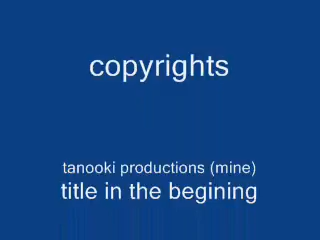 copyrights
tanooki productions (mine)
title in the begining